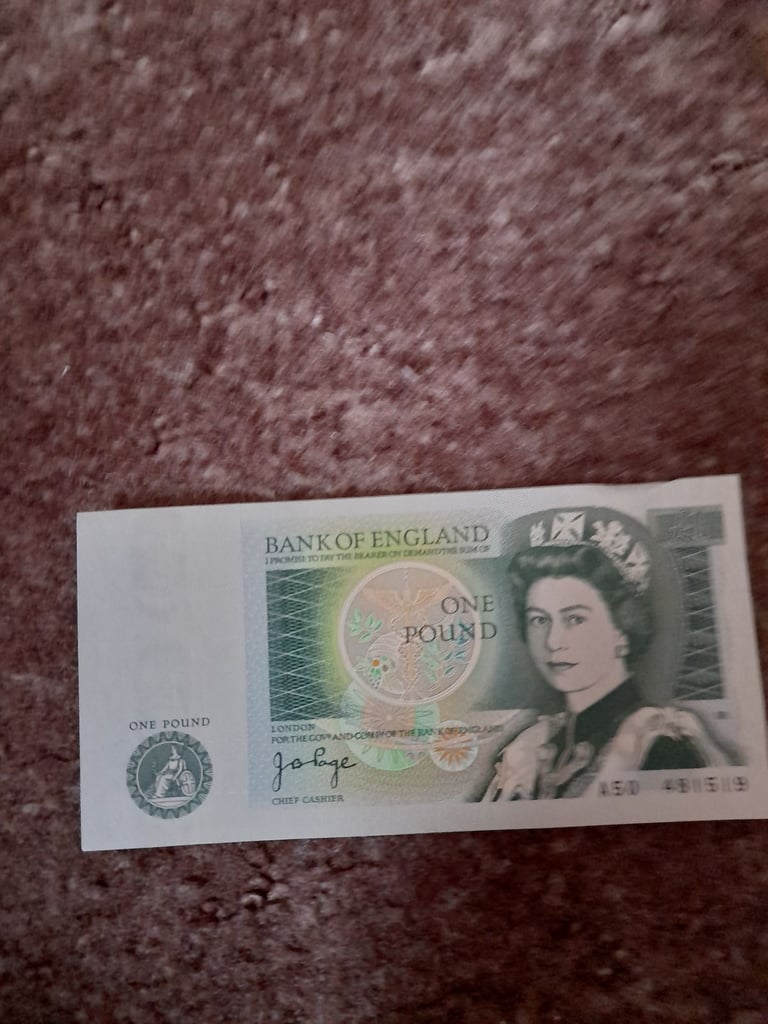 BANK OF ENGLAND
I PROMISE TO PAY THE BEARER ON DEMAND THE SUM OF
ONE
POUND
ONE POUND
LONDON
FOR THE GOVR AND COMPA OF THE BANK OF ENGLAND
J B Page
CHIEF CASHIER
A50 481519